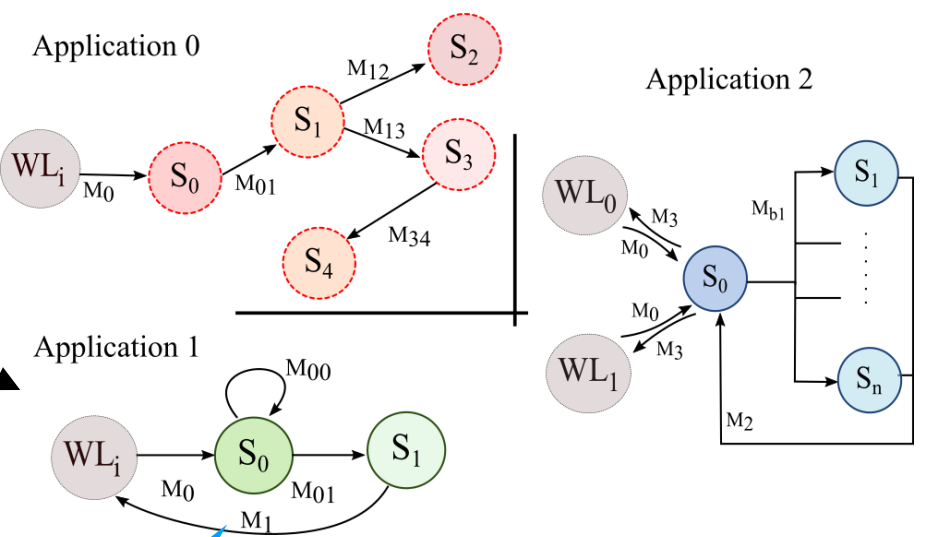 Application 0
S₂
M₁₂
S₁
M₁₃
WLᵢ
S₀
S₃
M₀
M₀₁
M₃₄
S₄
Application 1
M₀₀
WLᵢ
S₀
S₁
M₀
M₀₁
M₁
Application 2
S₁
WL₀
M₃
M_b1
M₀
S₀
M₀
M₃
WL₁
Sₙ
M₂